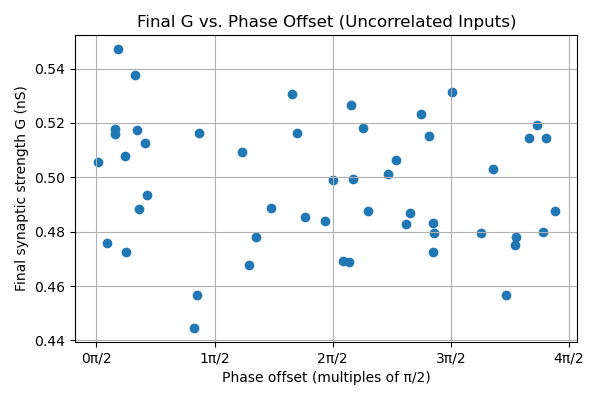 Final G vs. Phase Offset (Uncorrelated Inputs)
Final synaptic strength G (nS)
0.54
0.52
0.50
0.48
0.46
0.44
0π/2 1π/2 2π/2 3π/2 4π/2
Phase offset (multiples of π/2)